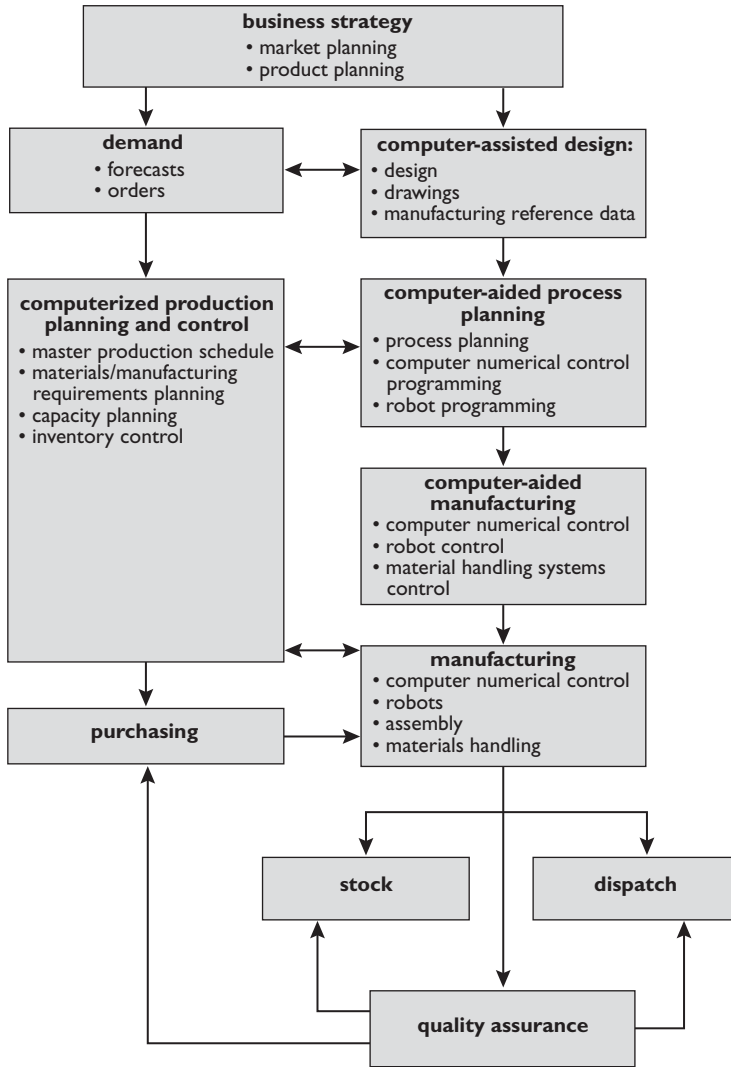 business strategy
• market planning
• product planning
demand
• forecasts
• orders
computer-assisted design:
• design
• drawings
• manufacturing reference data
computerized production
planning and control
• master production schedule
• materials/manufacturing
requirements planning
• capacity planning
• inventory control
computer-aided process
planning
• process planning
• computer numerical control
programming
• robot programming
computer-aided
manufacturing
• computer numerical control
• robot control
• material handling systems
control
manufacturing
• computer numerical control
• robots
• assembly
• materials handling
purchasing
stock
dispatch
quality assurance